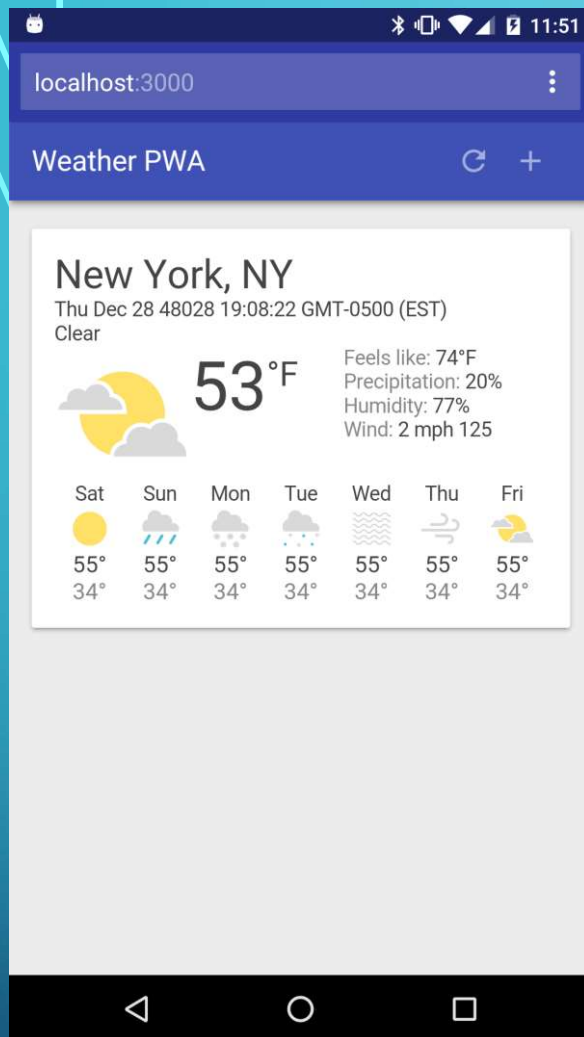 11:51
localhost:3000
Weather PWA
New York, NY
Thu Dec 28 48028 19:08:22 GMT-0500 (EST)
Clear
53°F
Feels like: 74°F
Precipitation: 20%
Humidity: 77%
Wind: 2 mph 125
Sat Sun Mon Tue Wed Thu Fri
55° 55° 55° 55° 55° 55° 55°
34° 34° 34° 34° 34° 34° 34°